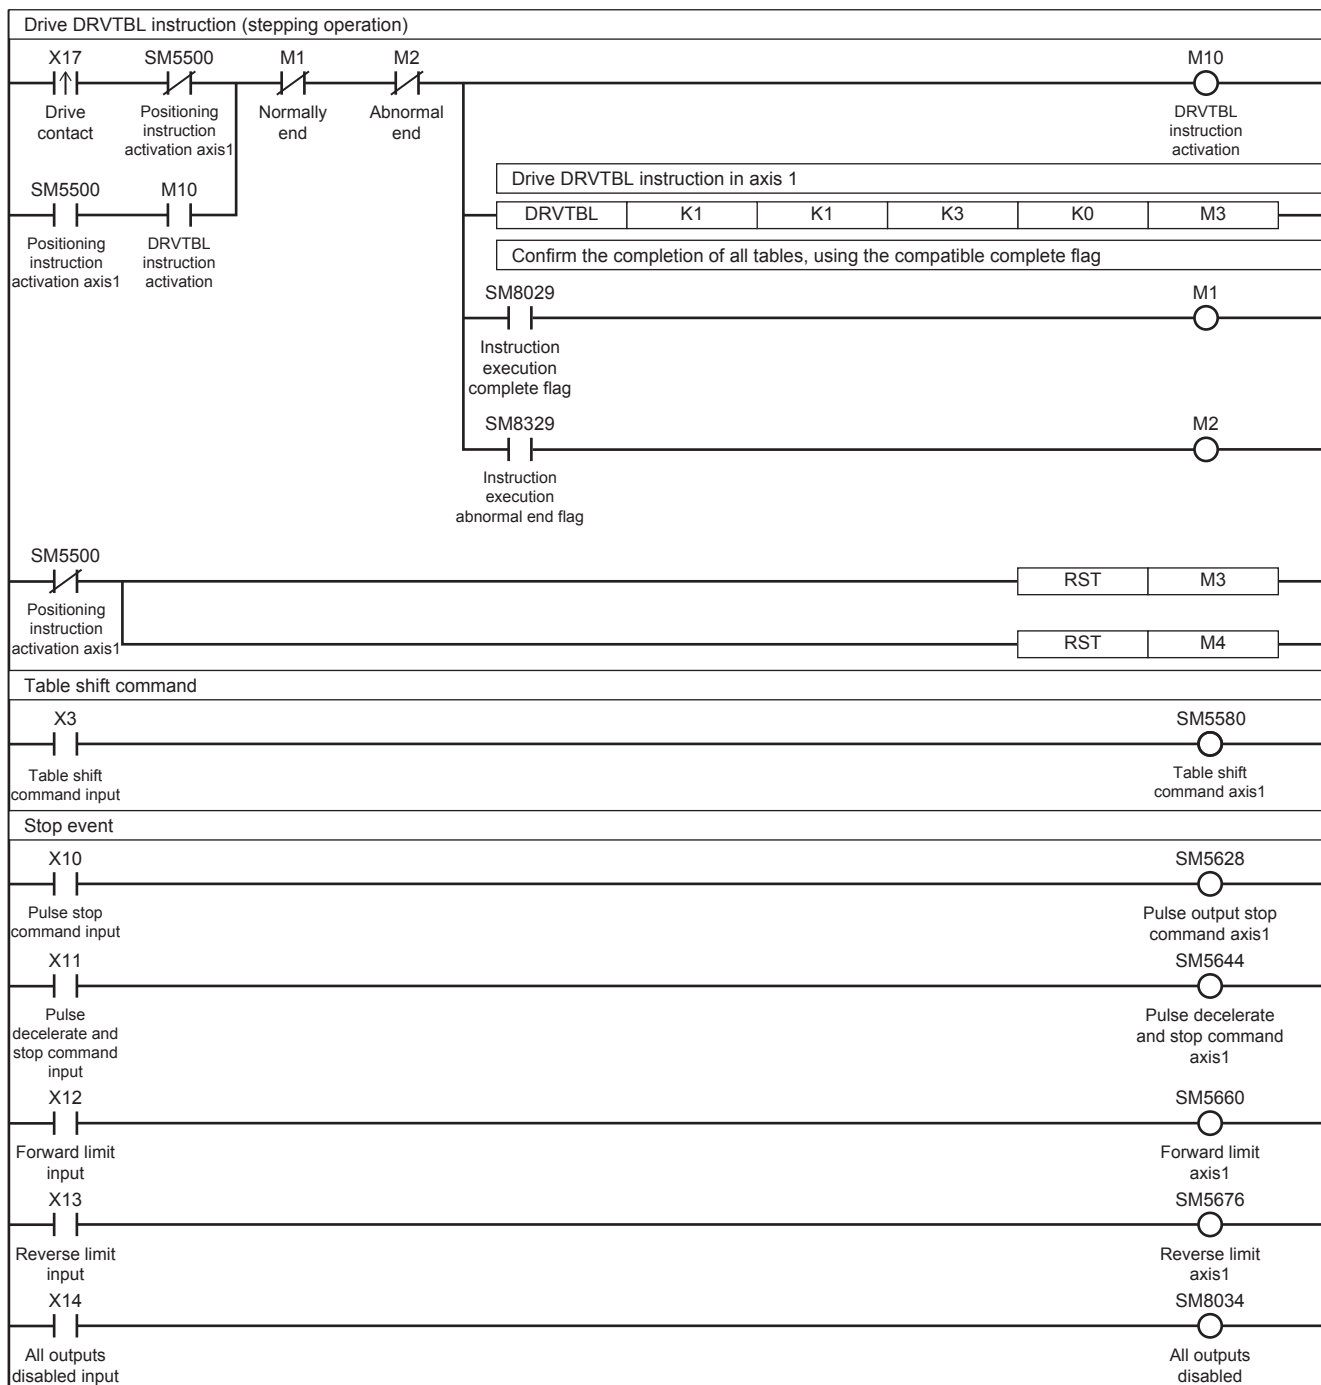 Drive DRVTBL instruction (stepping operation)
X17 SM5500 M1 M2 M10
Drive
contact
Positioning
instruction
activation axis1
Normally
end
Abnormal
end
DRVTBL
instruction
activation
Drive DRVTBL instruction in axis 1
SM5500 M10
DRVTBL K1 K1 K3 K0 M3
Positioning
instruction
activation axis1
DRVTBL
instruction
activation
Confirm the completion of all tables, using the compatible complete flag
SM8029 M1
Instruction
execution
complete flag
SM8329 M2
Instruction
execution
abnormal end flag
SM5500
RST M3
Positioning
instruction
activation axis1
RST M4
Table shift command
X3 SM5580
Table shift
command input
Table shift
command axis1
Stop event
X10 SM5628
Pulse stop
command input
Pulse output stop
command axis1
X11 SM5644
Pulse
decelerate and
stop command
input
Pulse decelerate
and stop command
axis1
X12 SM5660
Forward limit
input
Forward limit
axis1
X13 SM5676
Reverse limit
input
Reverse limit
axis1
X14 SM8034
All outputs
disabled input
All outputs
disabled